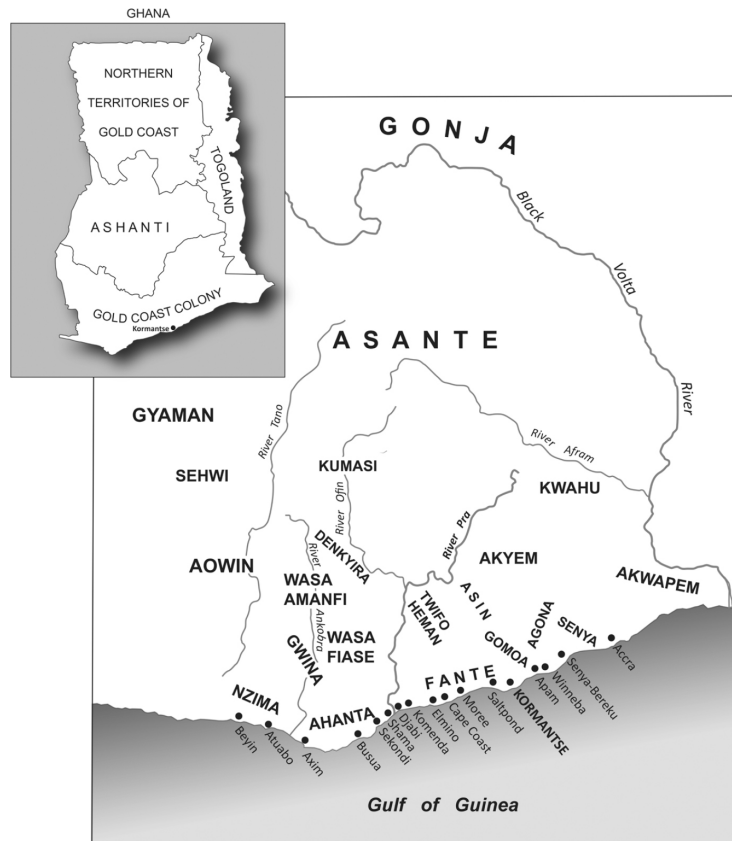 GHANA
NORTHERN
TERRITORIES OF
GOLD COAST
TOGOLAND
ASHANTI
GOLD COAST COLONY
Kormantse
GONJA
Black
Volta
River
ASANTE
GYAMAN
River Tano
SEHWI
KUMASI
River Ofin
River Afram
KWAHU
River Pra
AOWIN
DENKYIRA
AKYEM
AKWAPEM
WASA
AMANFI
River Ankobra
ASIN
TWIFO
HEMAN
WASA
FIASE
GWINA
GOMOA
AGONA
SENYA
FANTE
NZIMA
AHANTA
Beyin
Atuabo
Axim
Busua
Sekondi
Shama
Djabi
Komenda
Elmino
Cape Coast
Moree
Saltpond
KORMANTSE
Apam
Winneba
Senya-Bereku
Accra
Gulf of Guinea